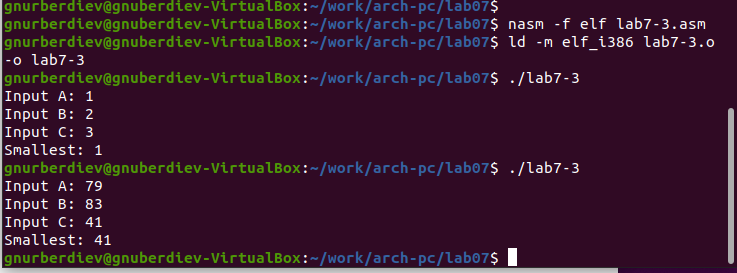 gnurberdiev@gnuberdiev-VirtualBox:~/work/arch-pc/lab07$
gnurberdiev@gnuberdiev-VirtualBox:~/work/arch-pc/lab07$ nasm -f elf lab7-3.asm
gnurberdiev@gnuberdiev-VirtualBox:~/work/arch-pc/lab07$ ld -m elf_i386 lab7-3.o
-o lab7-3
gnurberdiev@gnuberdiev-VirtualBox:~/work/arch-pc/lab07$ ./lab7-3
Input A: 1
Input B: 2
Input C: 3
Smallest: 1
gnurberdiev@gnuberdiev-VirtualBox:~/work/arch-pc/lab07$ ./lab7-3
Input A: 79
Input B: 83
Input C: 41
Smallest: 41
gnurberdiev@gnuberdiev-VirtualBox:~/work/arch-pc/lab07$